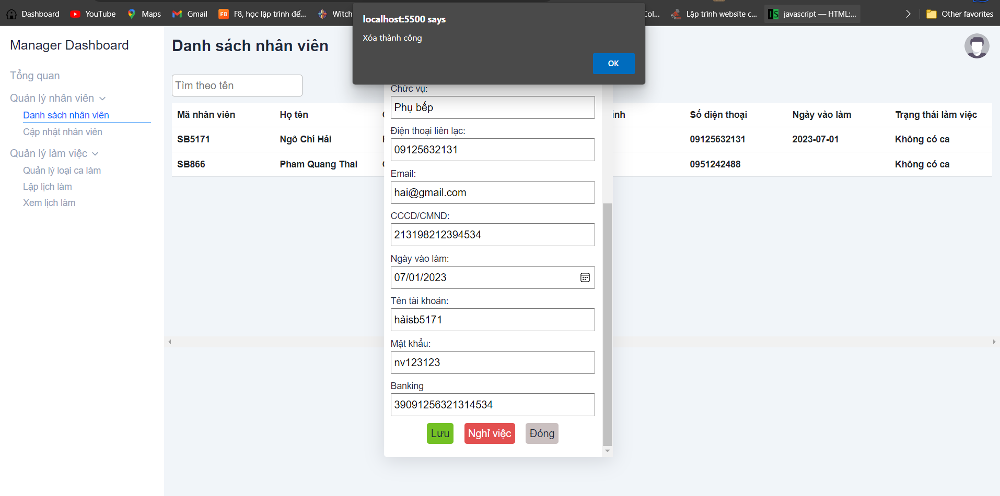 Dashboard YouTube Maps Gmail F8 F8, học lập trình để... Witch Col... Lập trình website c... IS javascript — HTML:... Other favorites
localhost:5500 says
Xóa thành công
OK
Manager Dashboard
Tổng quan
Quản lý nhân viên
Danh sách nhân viên
Cập nhật nhân viên
Quản lý làm việc
Quản lý loại ca làm
Lập lịch làm
Xem lịch làm
Danh sách nhân viên
Tìm theo tên
Mã nhân viên Họ tên ính Số điện thoại Ngày vào làm Trạng thái làm việc
SB5171 Ngô Chí Hải 09125632131 2023-07-01 Không có ca
SB866 Pham Quang Thai 0951242488 Không có ca
Chức vụ:
Phụ bếp
Điện thoại liên lạc:
09125632131
Email:
hai@gmail.com
CCCD/CMND:
213198212394534
Ngày vào làm:
07/01/2023
Tên tài khoản:
hảisb5171
Mật khẩu:
nv123123
Banking
39091256321314534
Lưu Nghỉ việc Đóng